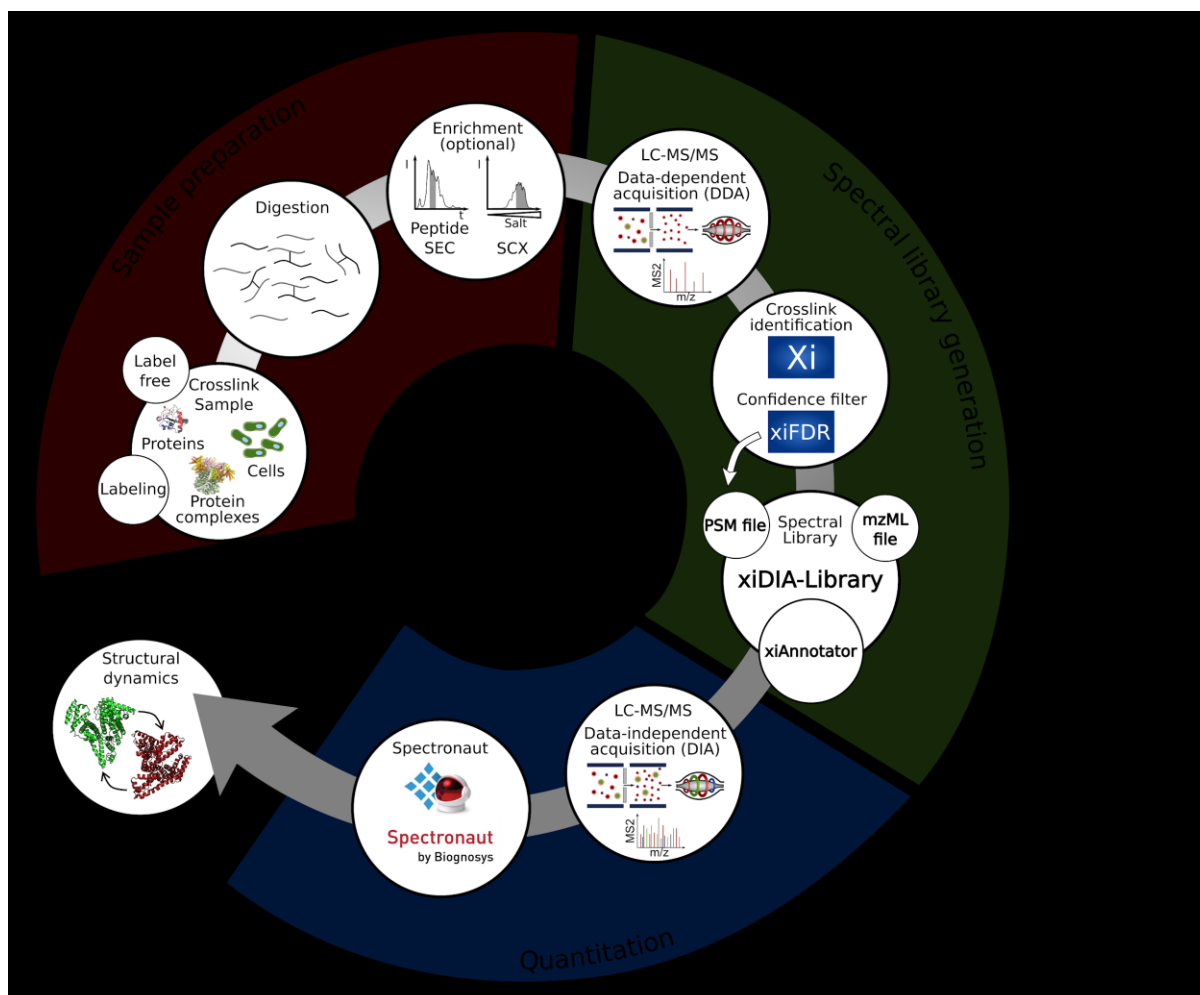 Sample preparation
Label
free
Crosslink
Sample
Proteins
Cells
Labeling
Protein
complexes
Digestion
Enrichment
(optional)
I
I
t
Salt
Peptide
SEC
SCX
Spectral library generation
LC-MS/MS
Data-dependent
acquisition (DDA)
MS2
m/z
Crosslink
identification
Xi
Confidence filter
xiFDR
PSM file
Spectral
Library
mzML
file
xiDIA-Library
xiAnnotator
Quantitation
LC-MS/MS
Data-independent
acquisition (DIA)
MS2
m/z
Spectronaut
Spectronaut
by Biognosys
Structural
dynamics